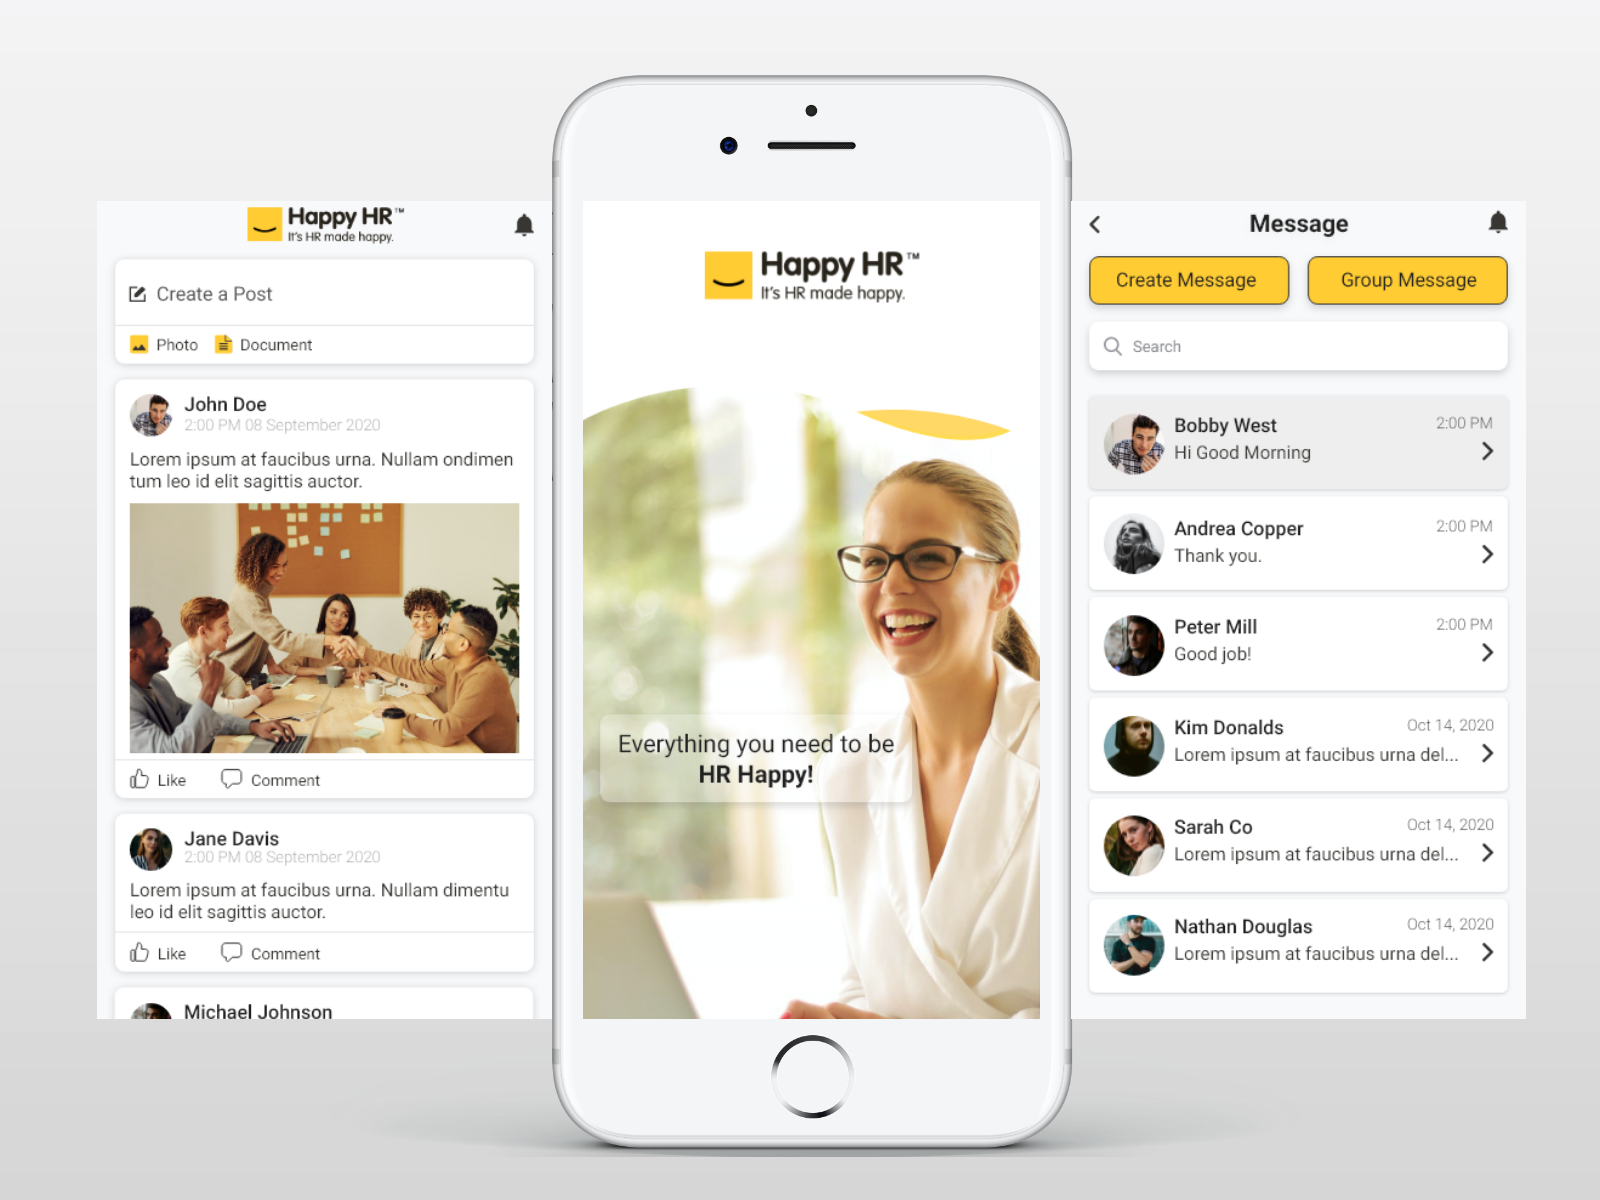 Happy HR™
It's HR made happy.
Create a Post
Photo
Document
John Doe
2:00 PM 08 September 2020
Lorem ipsum at faucibus urna. Nullam ondimen
tum leo id elit sagittis auctor.
Like
Comment
Jane Davis
2:00 PM 08 September 2020
Lorem ipsum at faucibus urna. Nullam dimentu
leo id elit sagittis auctor.
Like
Comment
Michael Johnson
Happy HR™
It's HR made happy.
Everything you need to be
HR Happy!
Message
Create Message
Group Message
Search
Bobby West
2:00 PM
Hi Good Morning
Andrea Copper
2:00 PM
Thank you.
Peter Mill
2:00 PM
Good job!
Kim Donalds
Oct 14, 2020
Lorem ipsum at faucibus urna del...
Sarah Co
Oct 14, 2020
Lorem ipsum at faucibus urna del...
Nathan Douglas
Oct 14, 2020
Lorem ipsum at faucibus urna del...